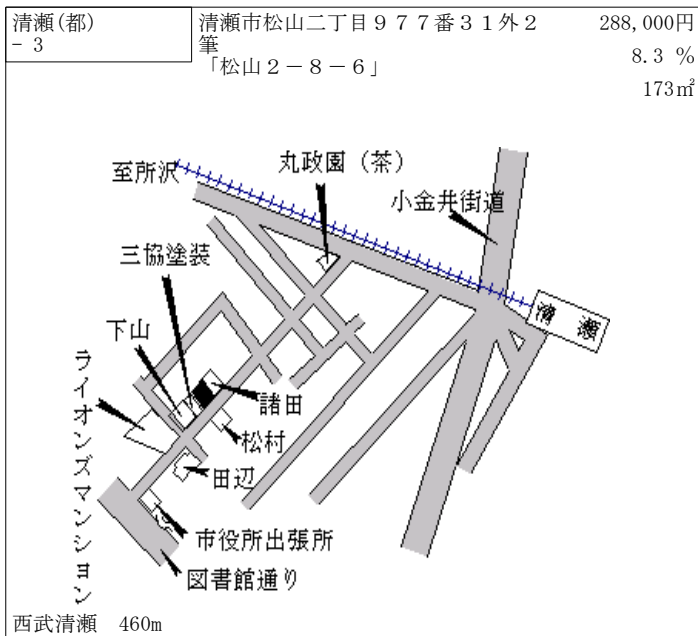 清瀬(都)
－3
清瀬市松山二丁目９７７番３１外２
筆
「松山２－８－６」
288,000円
8.3 %
173㎡
丸政園（茶）
至所沢
小金井街道
三協塗装
清瀬
下山
ライオンズマンション
諸田
松村
田辺
市役所出張所
図書館通り
西武清瀬　460m